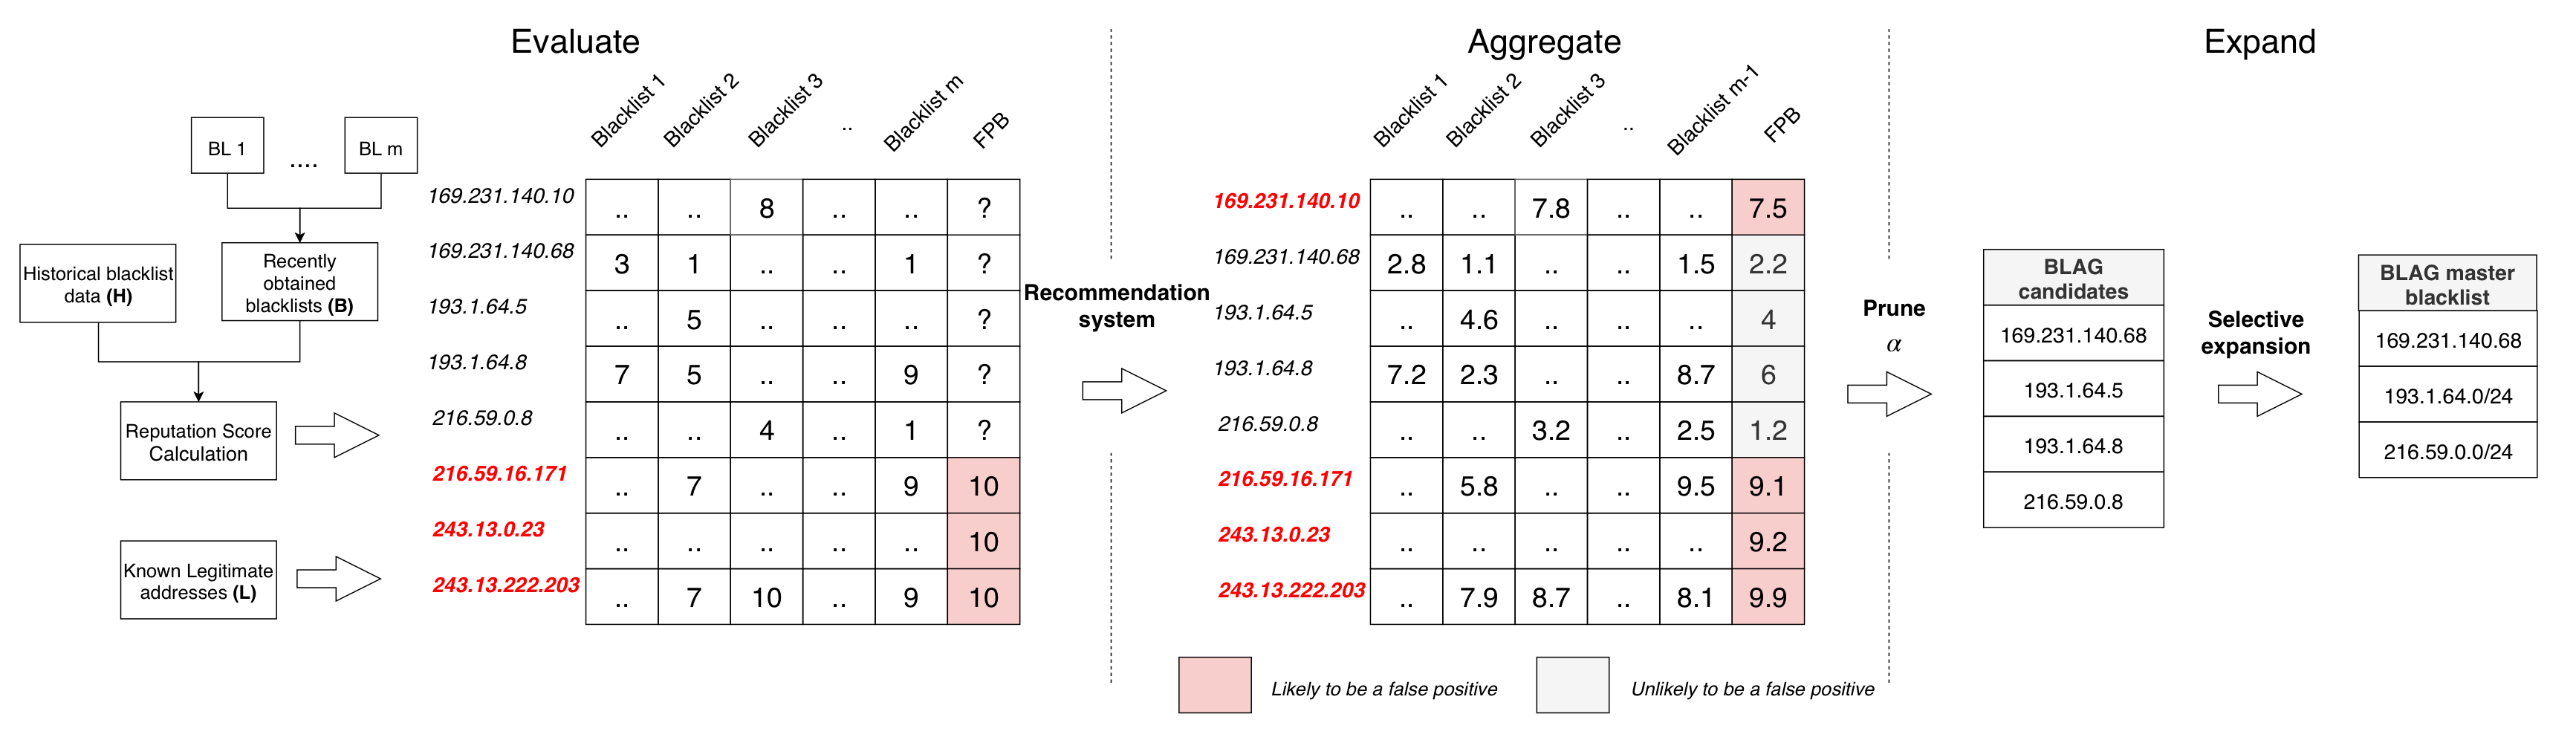 Evaluate
Aggregate
Expand
BL 1
....
BL m
Historical blacklist
data (H)
Recently
obtained
blacklists (B)
Reputation Score
Calculation
Known Legitimate
addresses (L)
Blacklist 1
Blacklist 2
Blacklist 3
..
Blacklist m
FPB
169.231.140.10 .. .. 8 .. .. ?
169.231.140.68 3 1 .. .. 1 ?
193.1.64.5 .. 5 .. .. .. ?
193.1.64.8 7 5 .. .. 9 ?
216.59.0.8 .. .. 4 .. 1 ?
216.59.16.171 .. 7 .. .. 9 10
243.13.0.23 .. .. .. .. .. 10
243.13.222.203 .. 7 10 .. 9 10
Recommendation
system
Blacklist 1
Blacklist 2
Blacklist 3
..
Blacklist m-1
FPB
169.231.140.10 .. .. 7.8 .. .. 7.5
169.231.140.68 2.8 1.1 .. .. 1.5 2.2
193.1.64.5 .. 4.6 .. .. .. 4
193.1.64.8 7.2 2.3 .. .. 8.7 6
216.59.0.8 .. .. 3.2 .. 2.5 1.2
216.59.16.171 .. 5.8 .. .. 9.5 9.1
243.13.0.23 .. .. .. .. .. 9.2
243.13.222.203 .. 7.9 8.7 .. 8.1 9.9
Likely to be a false positive
Unlikely to be a false positive
Prune
α
BLAG
candidates
169.231.140.68
193.1.64.5
193.1.64.8
216.59.0.8
Selective
expansion
BLAG master
blacklist
169.231.140.68
193.1.64.0/24
216.59.0.0/24